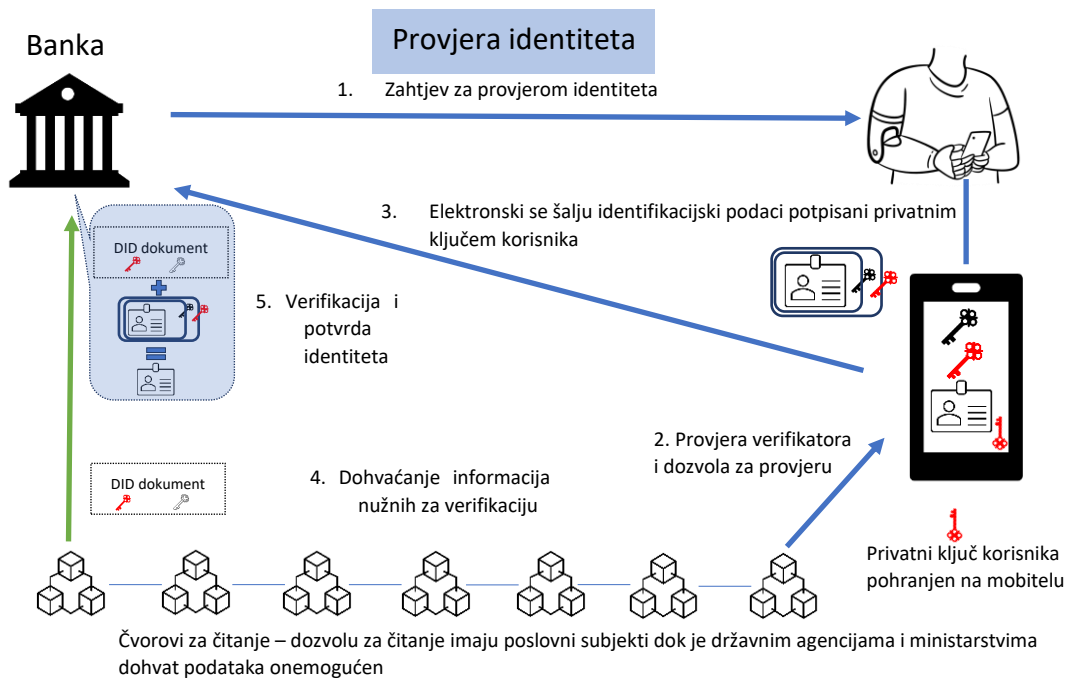 Banka
Provjera identiteta
1. Zahtjev za provjerom identiteta
3. Elektronski se šalju identifikacijski podaci potpisani privatnim
ključem korisnika
DID dokument
5. Verifikacija i
potvrda
identiteta
2. Provjera verifikatora
i dozvola za provjeru
4. Dohvaćanje informacija
nužnih za verifikaciju
DID dokument
Privatni ključ korisnika
pohranjen na mobitelu
Čvorovi za čitanje – dozvolu za čitanje imaju poslovni subjekti dok je državnim agencijama i ministarstvima
dohvat podataka onemogućen